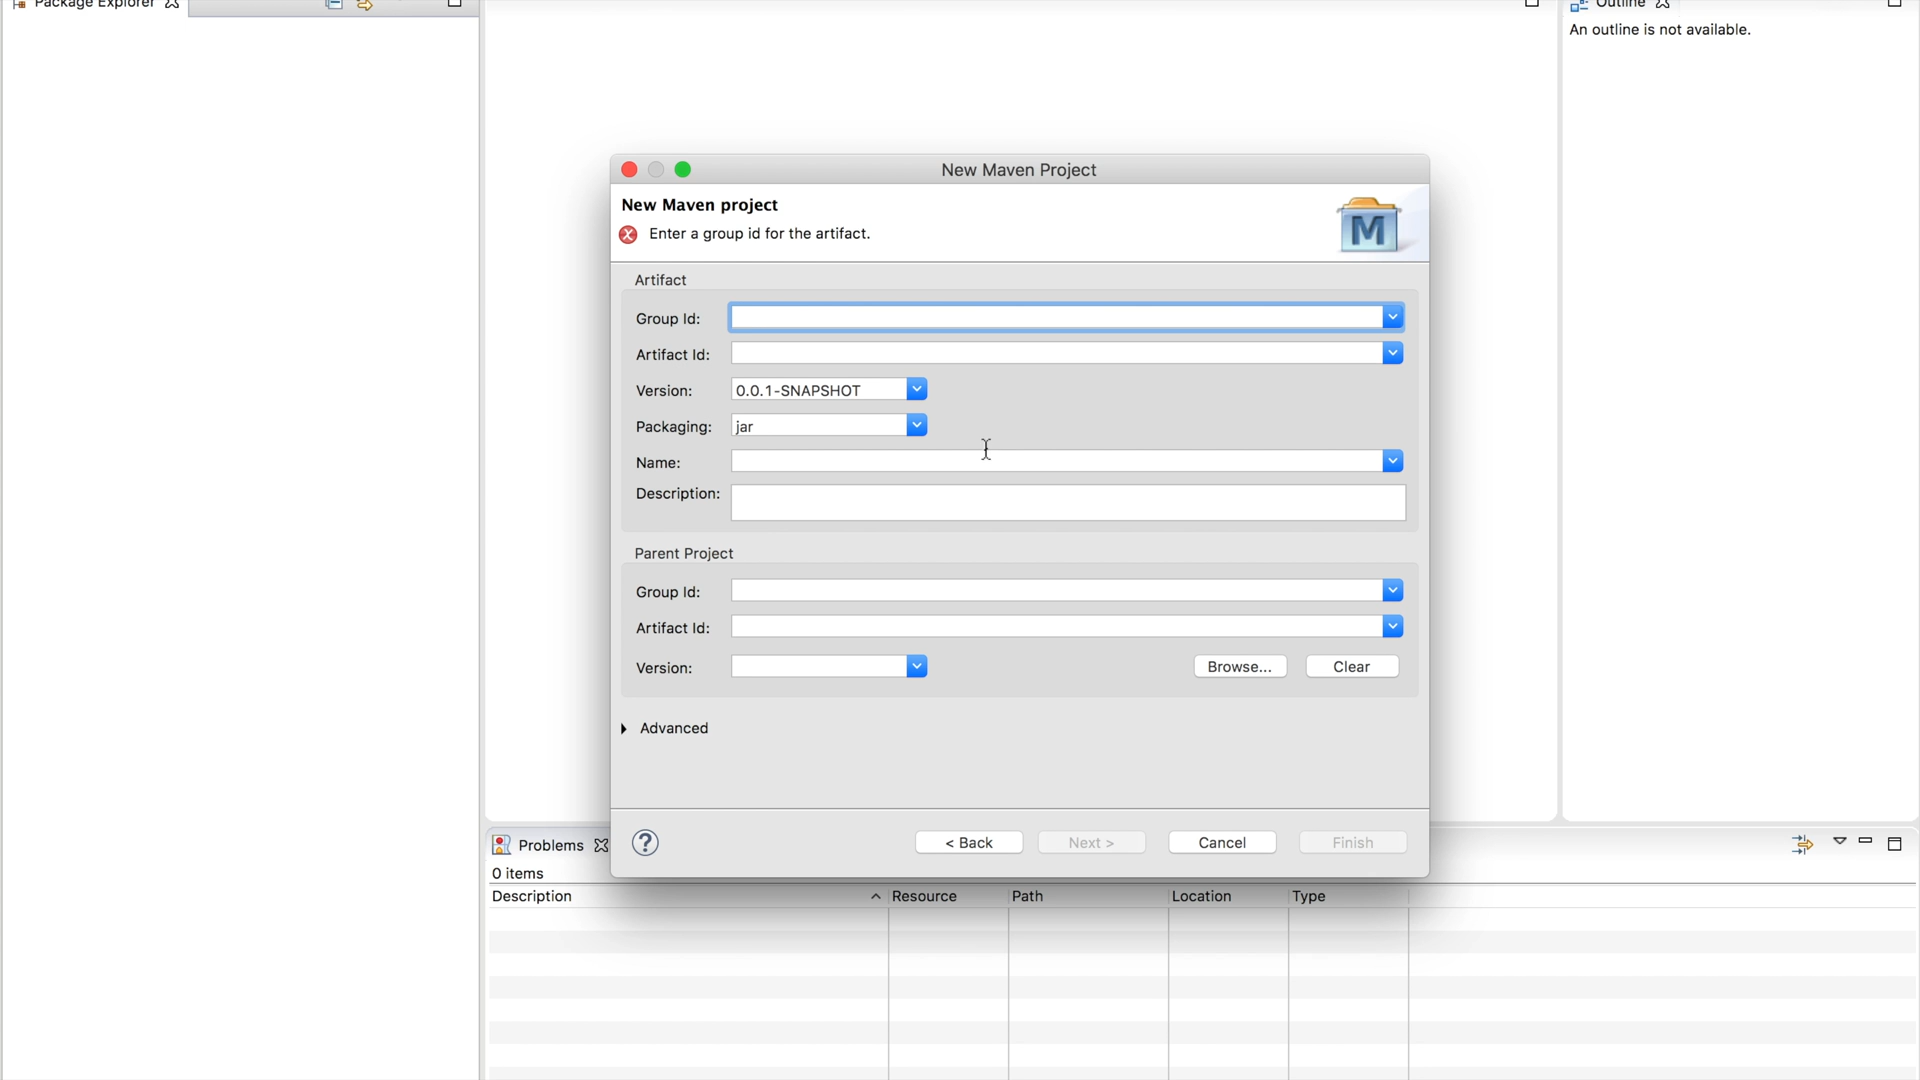 Package Explorer
Outline
An outline is not available.
New Maven Project
New Maven project
Enter a group id for the artifact.
M
Artifact
Group Id:
Artifact Id:
Version: 0.0.1-SNAPSHOT
Packaging: jar
Name:
Description:
Parent Project
Group Id:
Artifact Id:
Version: Browse... Clear
Advanced
? < Back Next > Cancel Finish
Problems
0 items
Description Resource Path Location Type